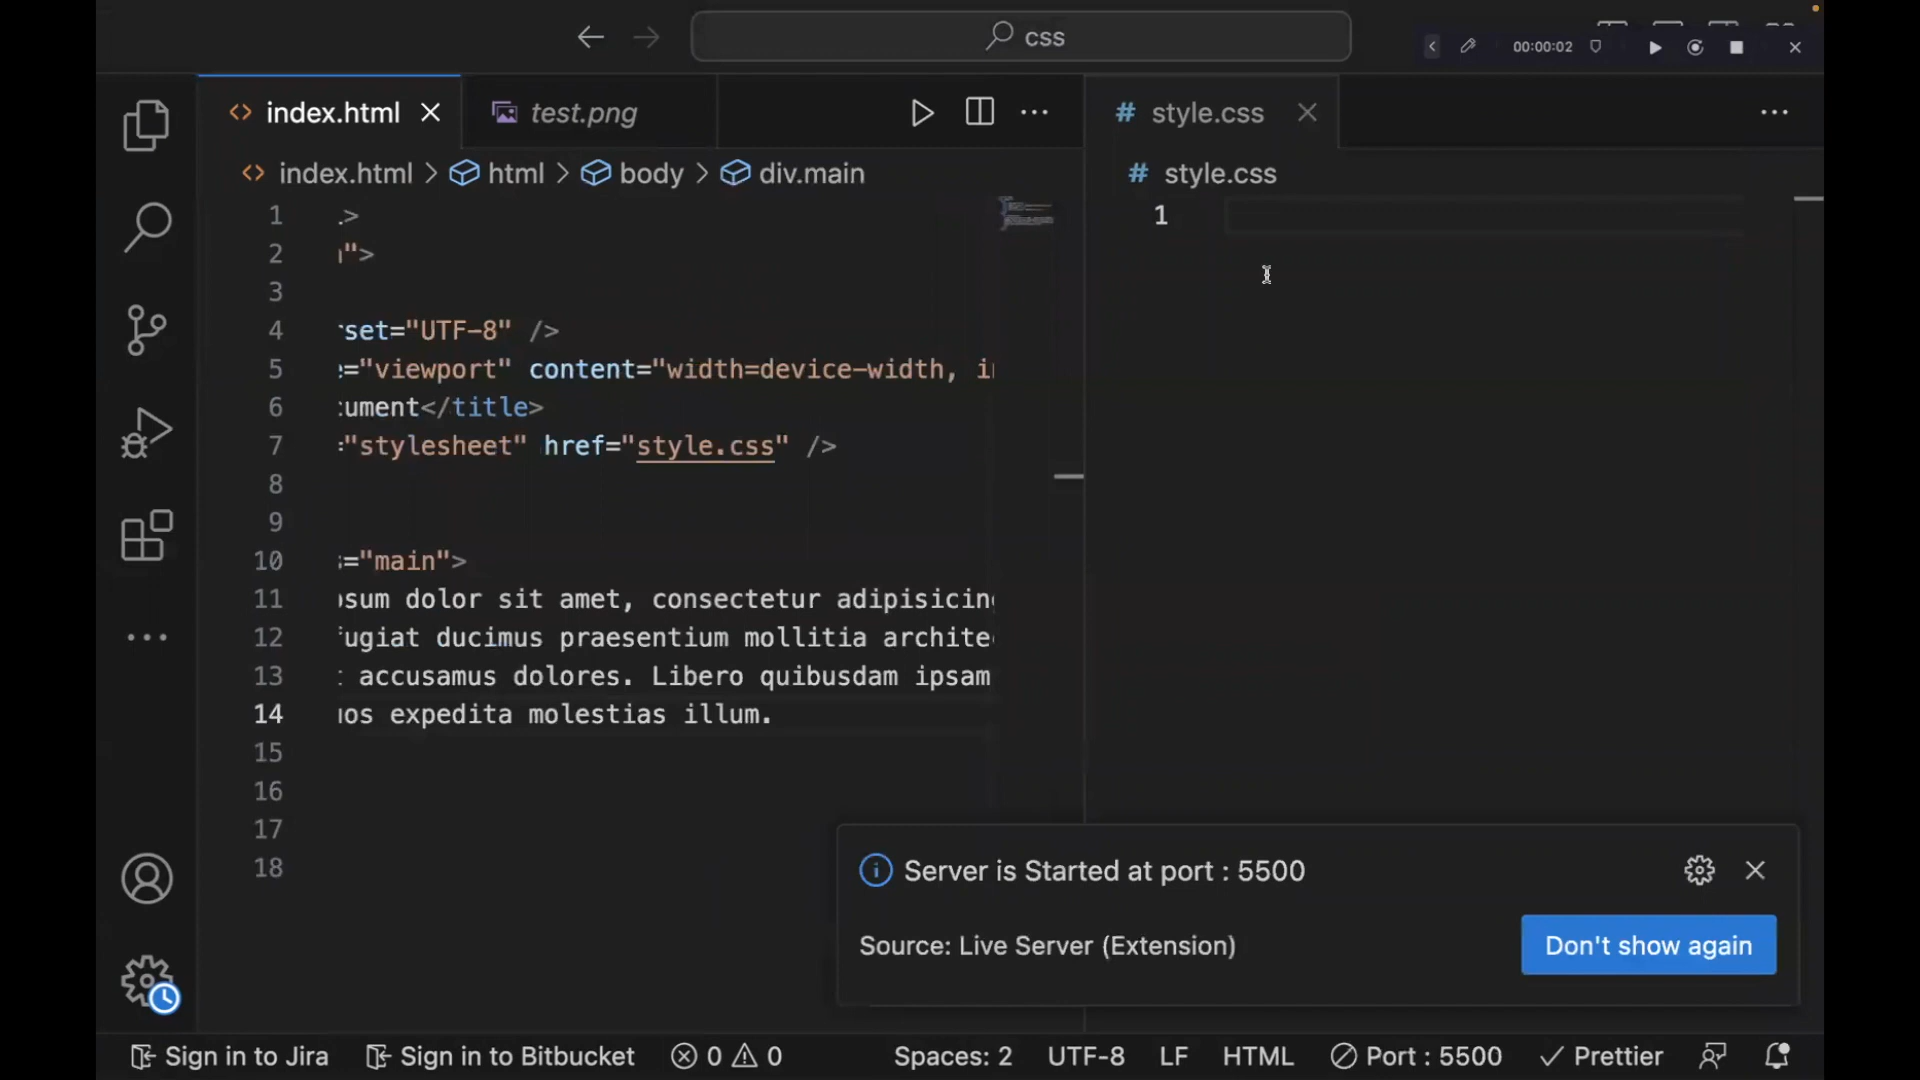 css
00:00:02
index.html
test.png
style.css
index.html > html > body > div.main
style.css
1 .>
2 ">
3
4 set="UTF-8" />
5 ="viewport" content="width=device-width,
6 ument</title>
7 ="stylesheet" href="style.css" />
8
9
10 ="main">
11 sum dolor sit amet, consectetur adipisicin
12 fugiat ducimus praesentium mollitia archite
13 accusamus dolores. Libero quibusdam ipsam
14 os expedita molestias illum.
15
16
17
18
1
Server is Started at port : 5500
Source: Live Server (Extension)
Don't show again
Sign in to Jira
Sign in to Bitbucket
0
0
Spaces: 2
UTF-8
LF
HTML
Port : 5500
Prettier